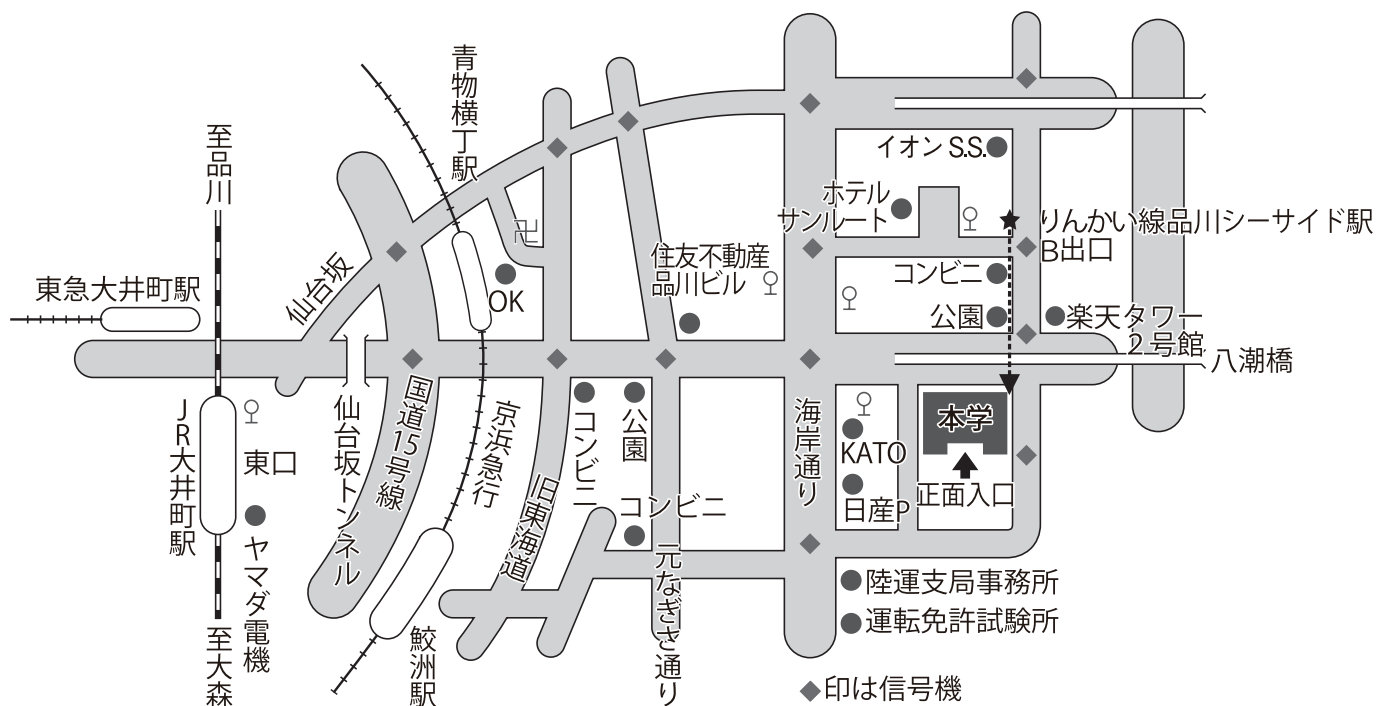 青物横丁駅
至品川
イオン S.S.
ホテル
サンルート
卍
りんかい線品川シーサイド駅
B出口
住友不動産
品川ビル
仙台坂
東急大井町駅
OK
コンビニ
公園
楽天タワー
2号館
八潮橋
国道15号線
京浜急行
仙台坂トンネル
JR大井町駅
東口
コンビニ
公園
海岸通り
KATO
本学
日産P
正面入口
旧東海道
コンビニ
元なぎさ通り
ヤマダ電機
陸運支局事務所
運転免許試験所
至大森
鮫洲駅
◆印は信号機